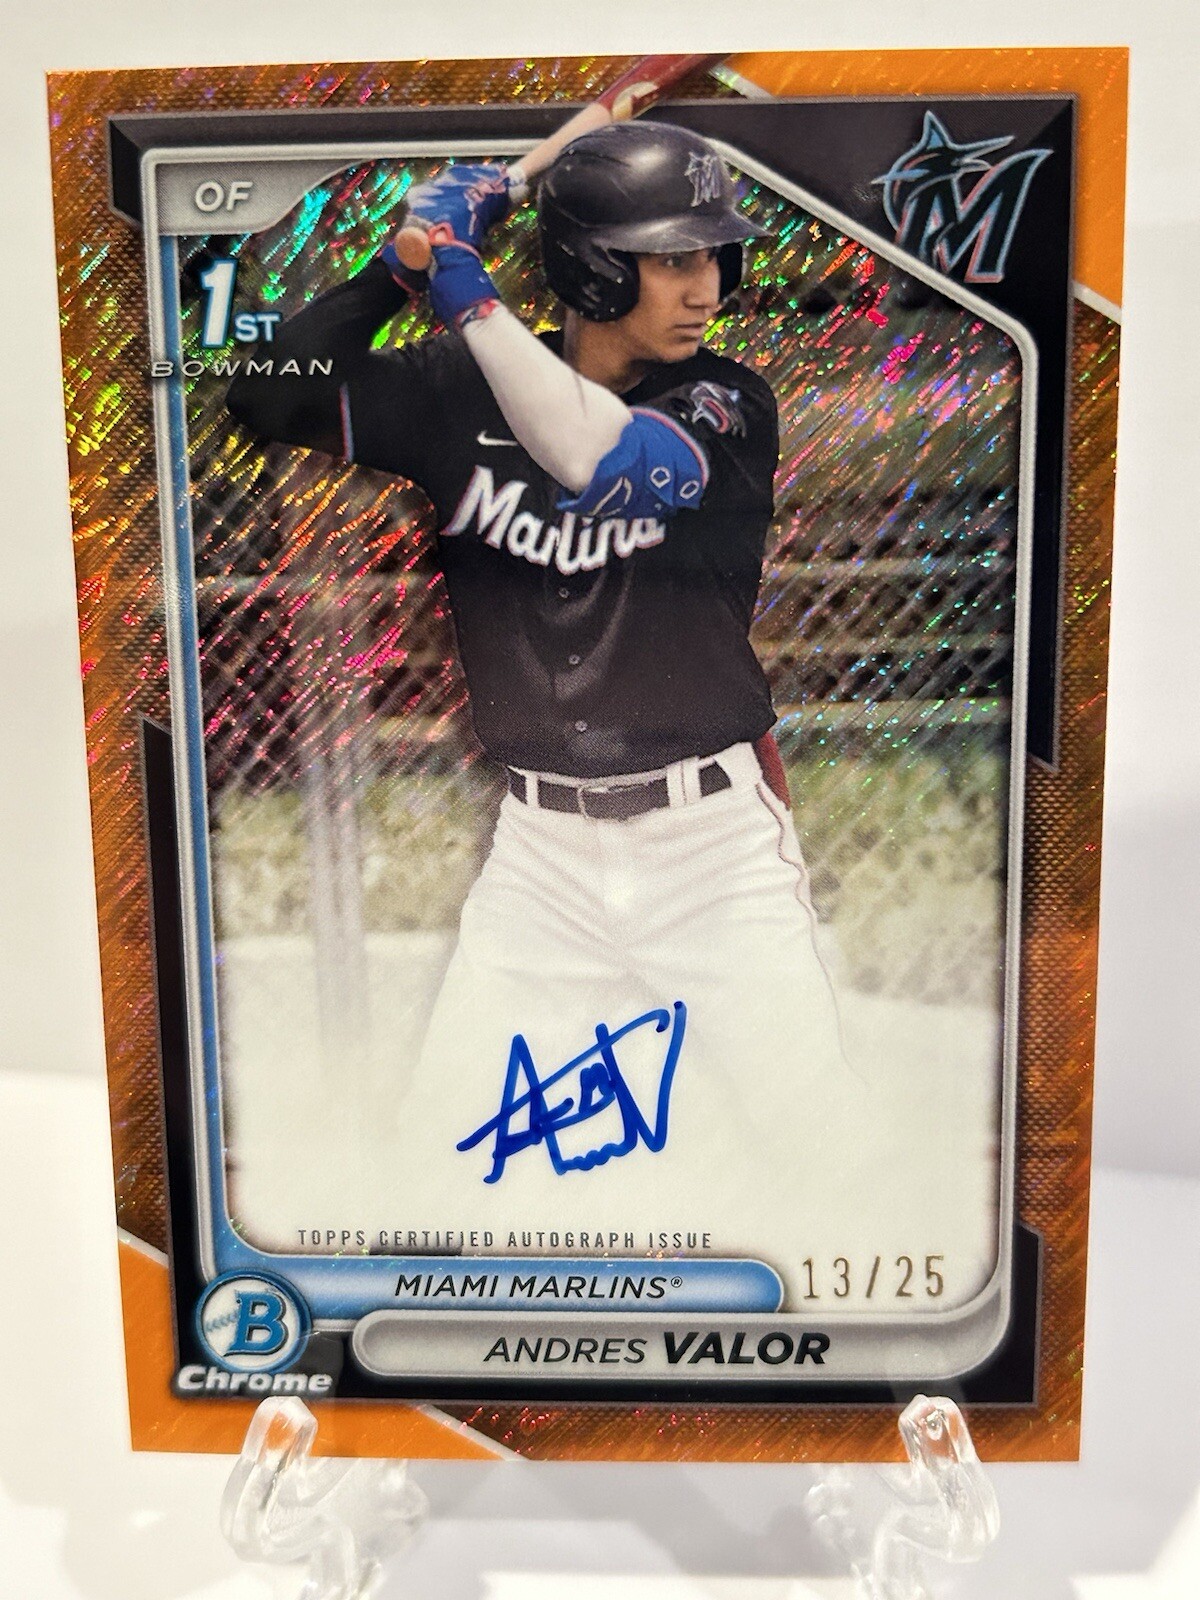 OF
1ST
BOWMAN
M
M
Marlins
TOPPS CERTIFIED AUTOGRAPH ISSUE
MIAMI MARLINS®
13/25
ANDRES VALOR
B
Chrome